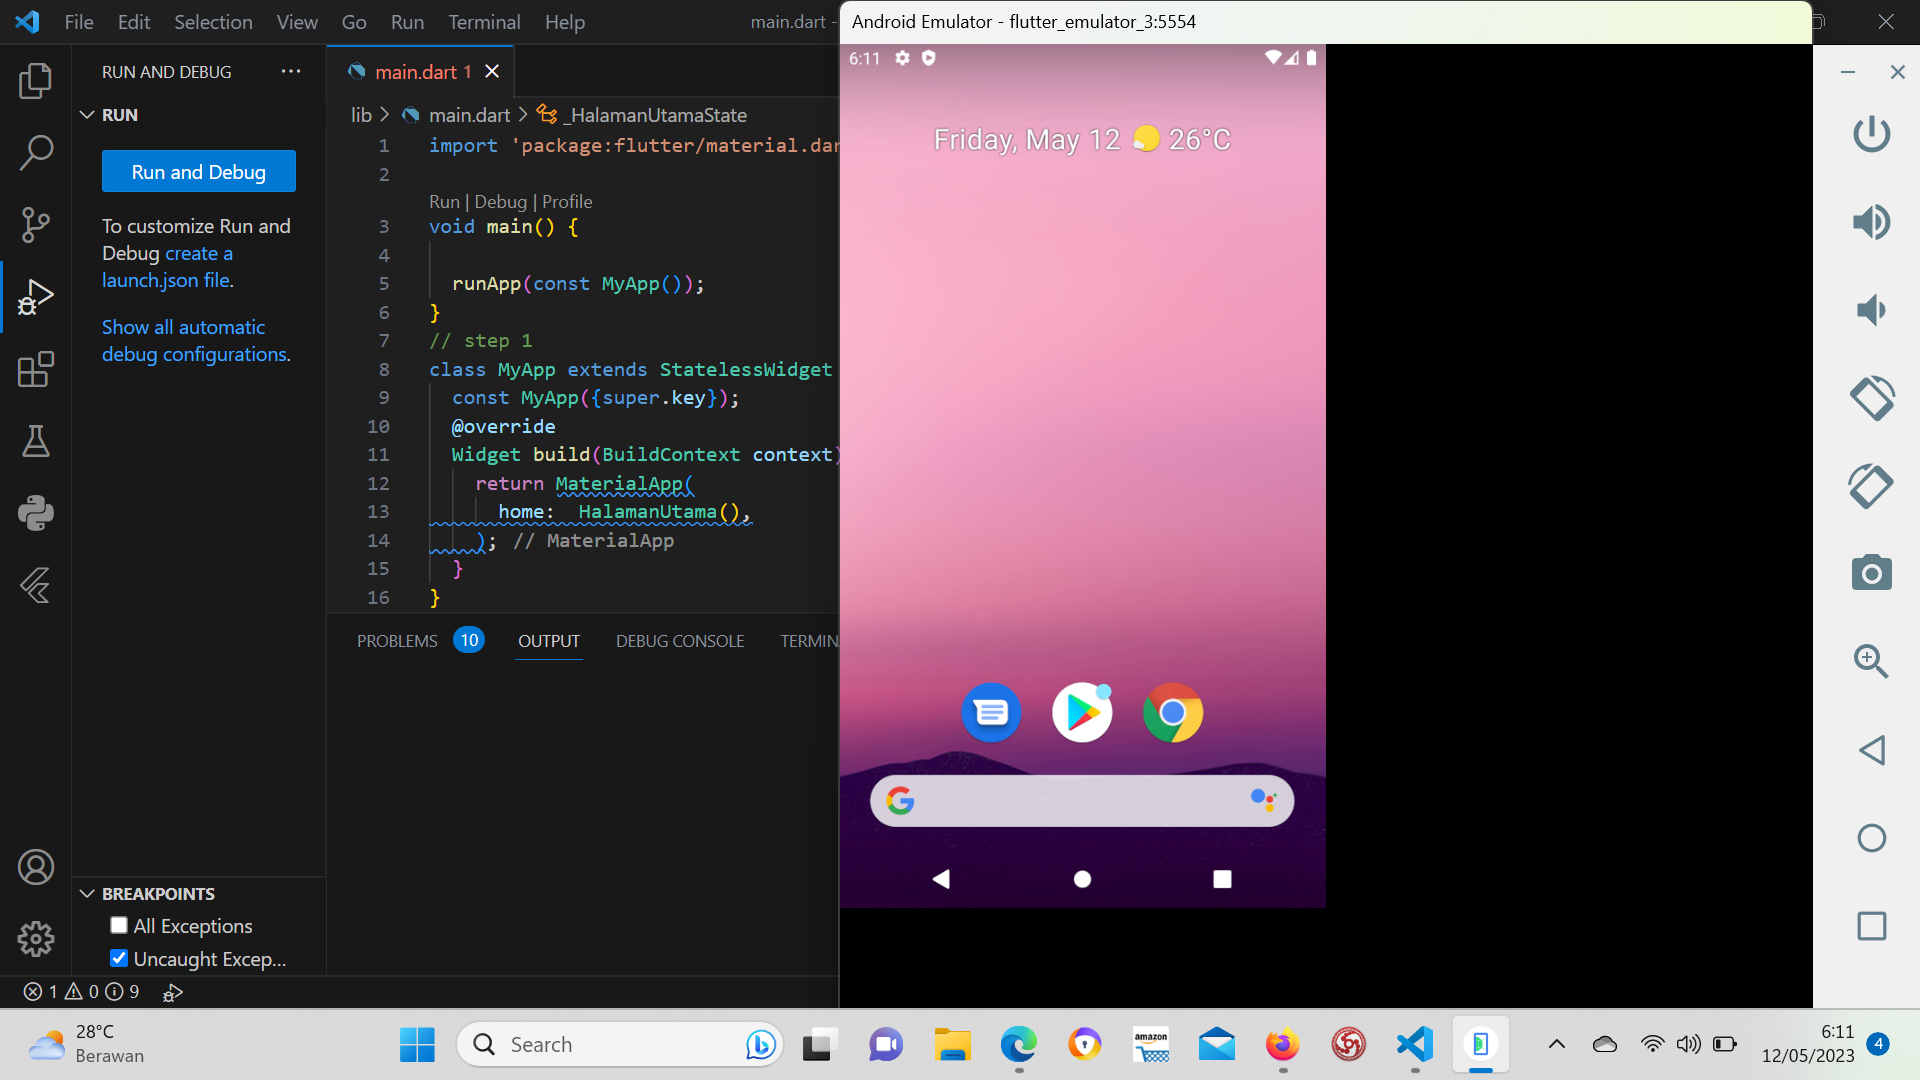 File Edit Selection View Go Run Terminal Help
main.dart -
Android Emulator - flutter_emulator_3:5554
RUN AND DEBUG ...
RUN
Run and Debug
To customize Run and
Debug create a
launch.json file.
Show all automatic
debug configurations.
BREAKPOINTS
All Exceptions
Uncaught Excep...
main.dart 1
lib > main.dart > _HalamanUtamaState
1 import 'package:flutter/material.dar
2
Run | Debug | Profile
3 void main() {
4
5 runApp(const MyApp());
6 }
7 // step 1
8 class MyApp extends StatelessWidget
9 const MyApp({super.key});
10 @override
11 Widget build(BuildContext context)
12 return MaterialApp(
13 home:  HalamanUtama(),
14 ); // MaterialApp
15 }
16 }
PROBLEMS 10 OUTPUT DEBUG CONSOLE TERMIN
1 0 9
6:11
Friday, May 12 26°C
28°C
Berawan
Search
amazon
6:11
12/05/2023
4